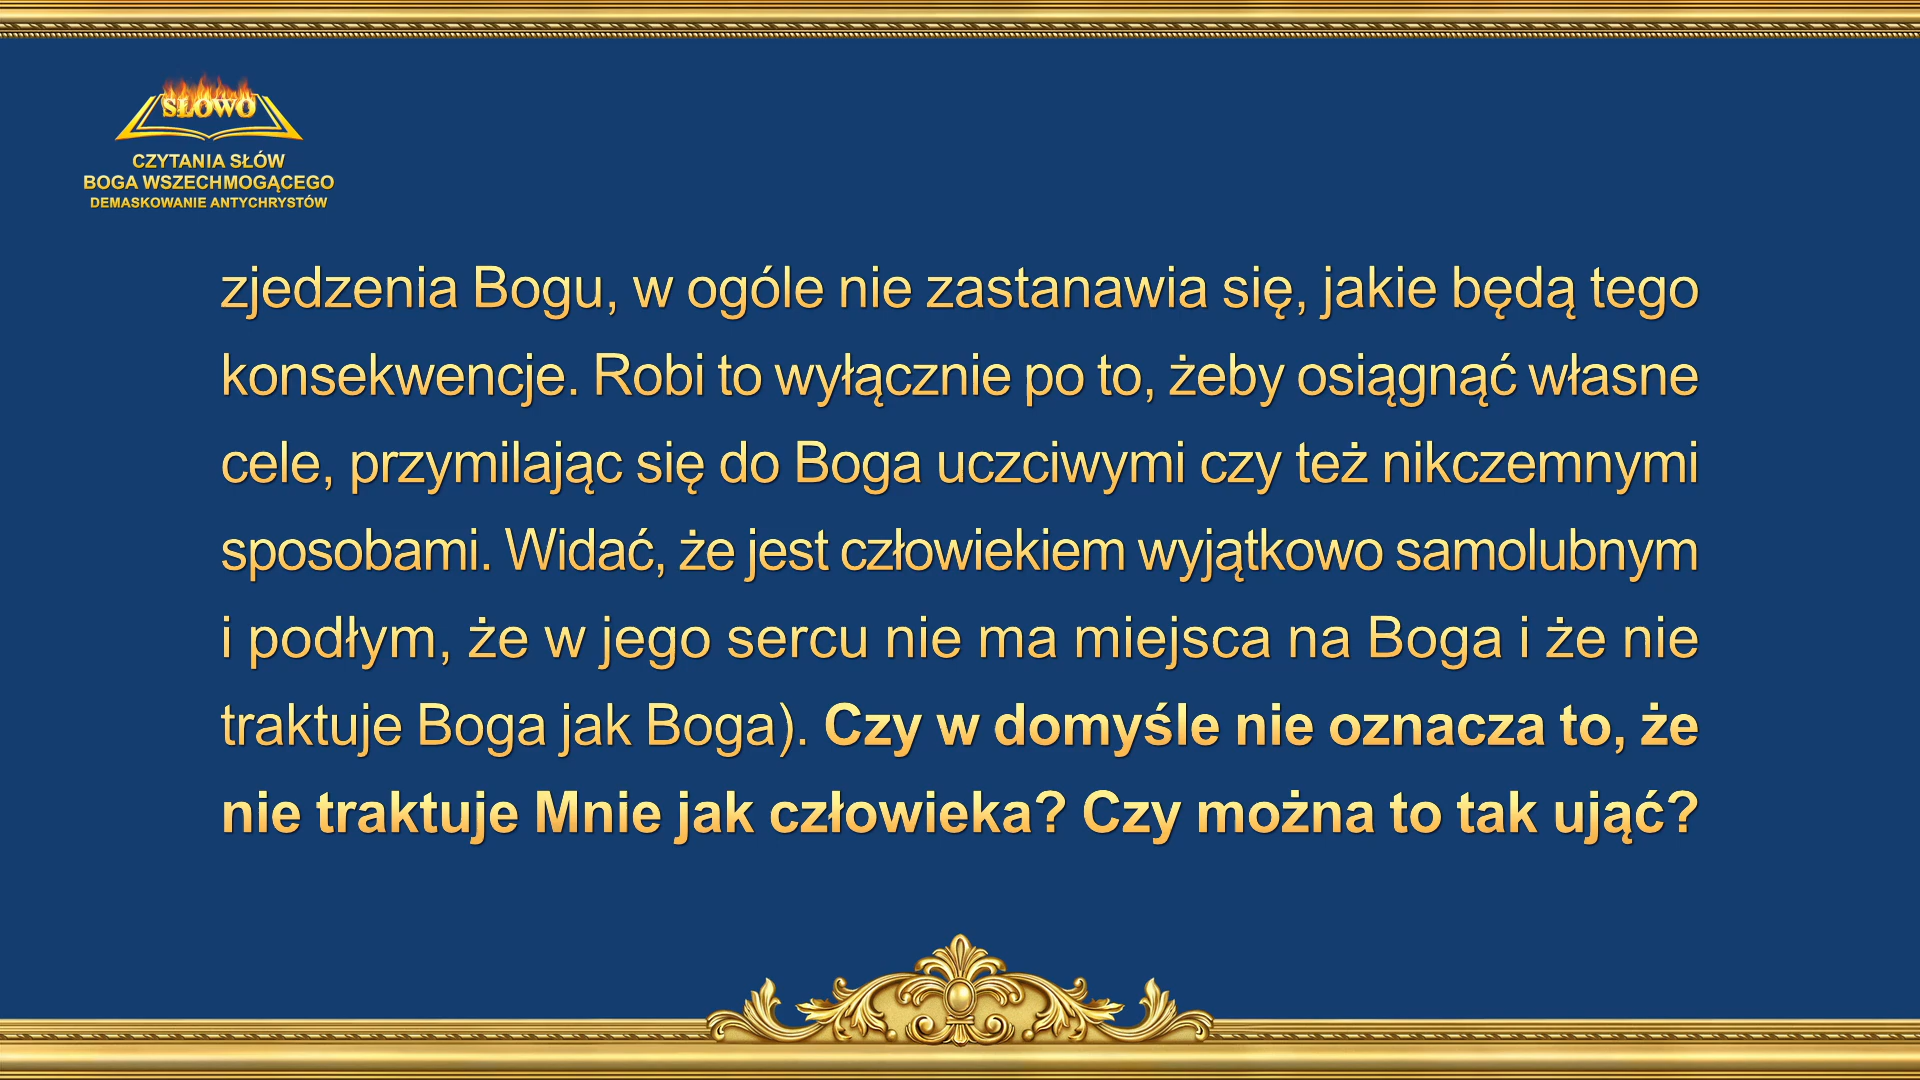 SŁOWO
CZYTANIA SŁÓW
BOGA WSZECHMOGĄCEGO
DEMASKOWANIE ANTYCHRYSTÓW
zjedzenia Bogu, w ogóle nie zastanawia się, jakie będą tego
konsekwencje. Robi to wyłącznie po to, żeby osiągnąć własne
cele, przymilając się do Boga uczciwymi czy też nikczemnymi
sposobami. Widać, że jest człowiekiem wyjątkowo samolubnym
i podłym, że w jego sercu nie ma miejsca na Boga i że nie
traktuje Boga jak Boga). Czy w domyśle nie oznacza to, że
nie traktuje Mnie jak człowieka? Czy można to tak ująć?